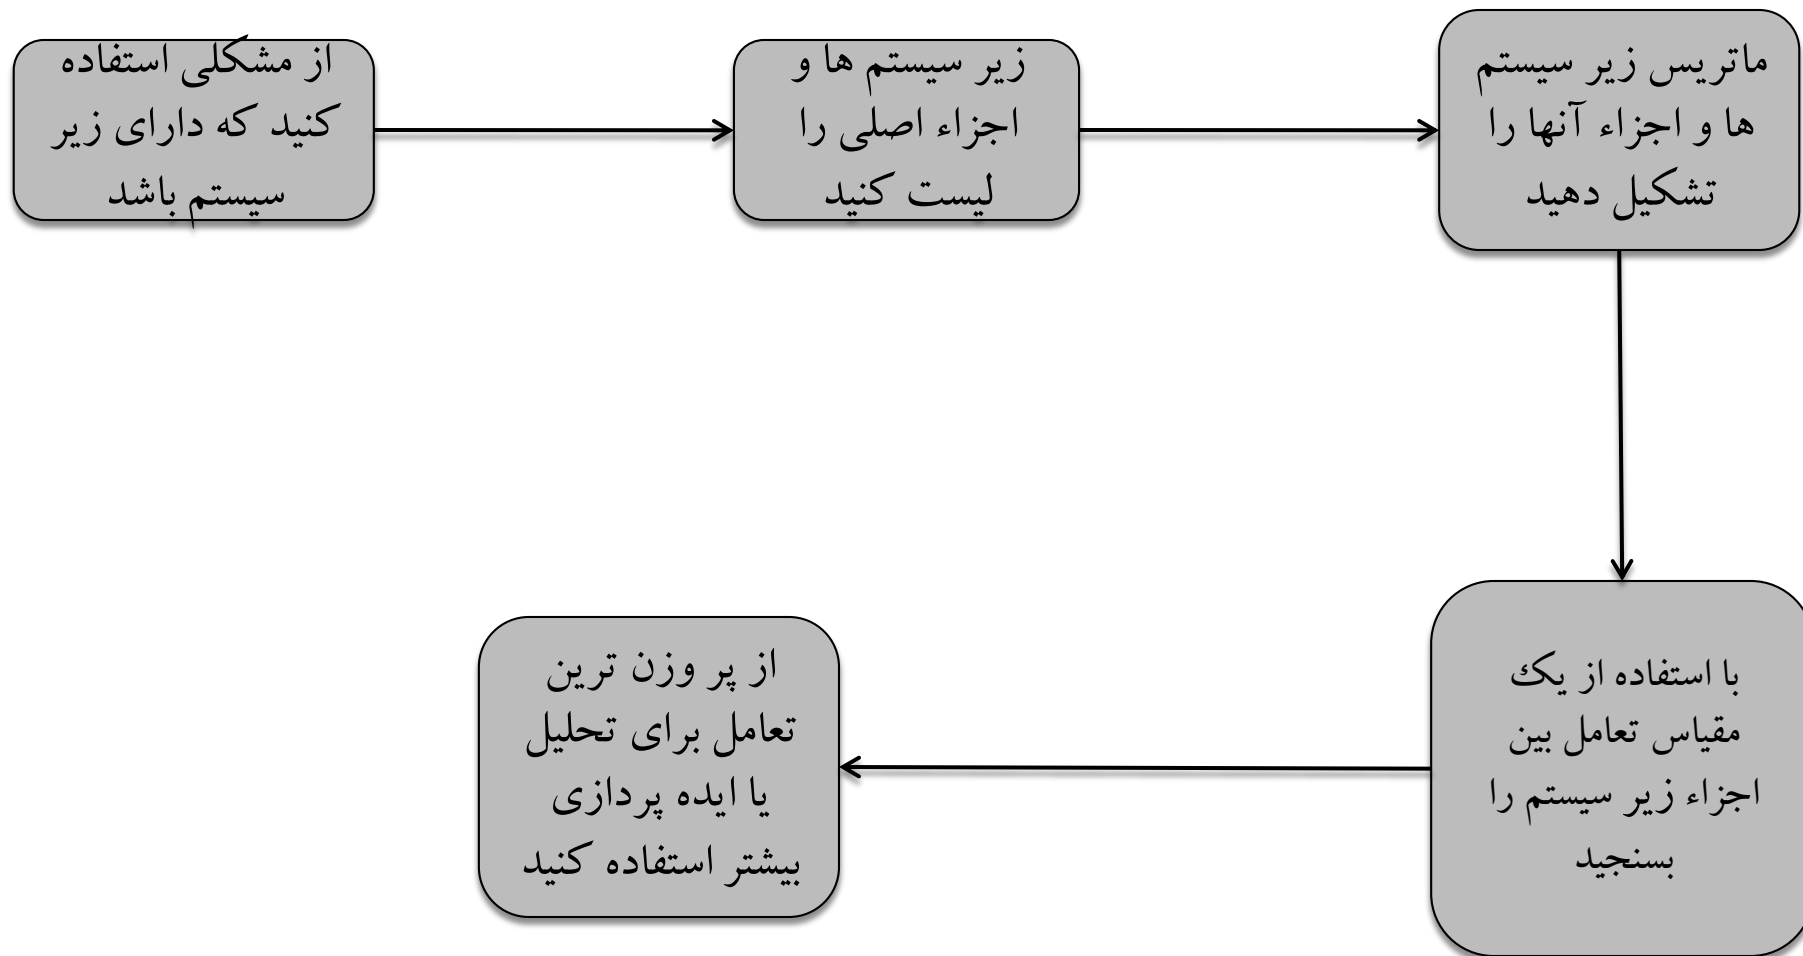 از مشکلی استفاده
کنید که دارای زیر
سیستم باشد
زیر سیستم ها و
اجزاء اصلی را
لیست کنید
ماتریس زیر سیستم
ها و اجزاء آنها را
تشکیل دهید
با استفاده از یک
مقیاس تعامل بین
اجزاء زیر سیستم را
بسنجید
از پر وزن ترین
تعامل برای تحلیل
یا ایده پردازی
بیشتر استفاده کنید